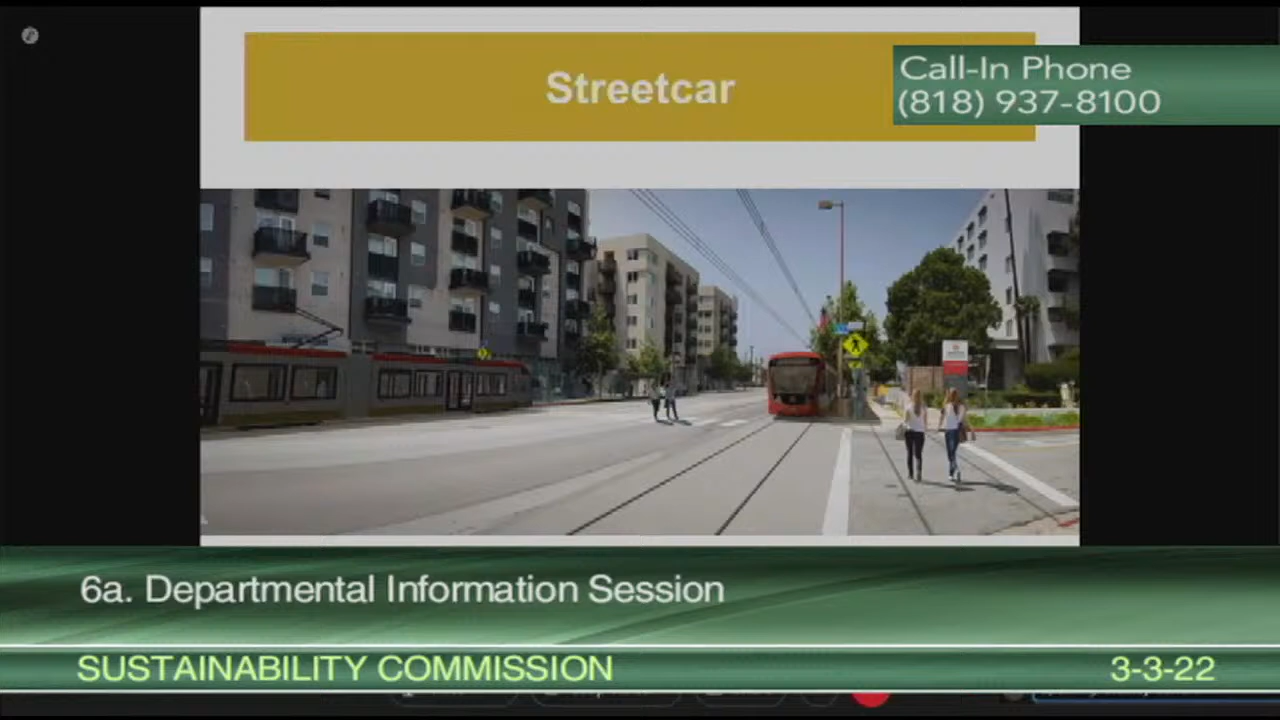 Streetcar
Call-In Phone
(818) 937-8100
6a. Departmental Information Session
SUSTAINABILITY COMMISSION
3-3-22